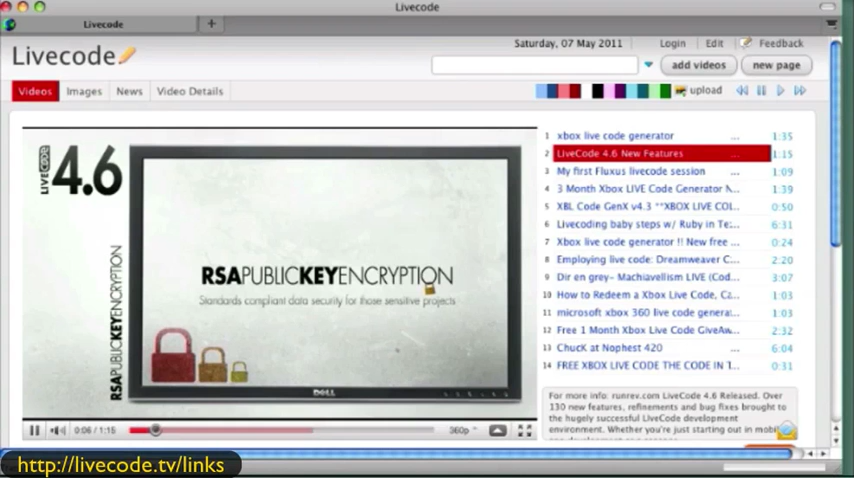 Livecode
Livecode
Livecode
Saturday, 07 May 2011
Login
Edit
Feedback
add videos
new page
Videos
Images
News
Video Details
upload
LIVECODE 4.6
RSAPUBLICKEYENCRYPTION
RSAPUBLICKEYENCRYPTION
Standards compliant data security for those sensitive projects
DELL
0:06 / 1:15
360p
1 xbox live code generator ... 1:35
2 LiveCode 4.6 New Features ... 1:15
3 My first Fluxus livecode session ... 1:09
4 3 Month Xbox LIVE Code Generator N... 1:39
5 XBL Code GenX v4.3 **XBOX LIVE COD... 0:50
6 Livecoding baby steps w/ Ruby in Te... 6:31
7 Xbox live code generator !! New free ... 0:24
8 Employing live code: Dreamweaver C... 2:20
9 Dir en grey- Machiavellism LIVE (Cod... 3:07
10 How to Redeem a Xbox Live Code, Ca... 1:03
11 microsoft xbox 360 live code genera... 1:03
12 Free 1 Month Xbox Live Code GiveAw... 2:32
13 ChucK at Nophest 420 ... 6:04
14 FREE XBOX LIVE CODE THE CODE IN T... 0:31
For more info: runrev.com LiveCode 4.6 Released. Over
130 new features, refinements and bug fixes brought to
the hugely successful LiveCode development
environment. Whether you're just starting out in mobil
http://livecode.tv/links